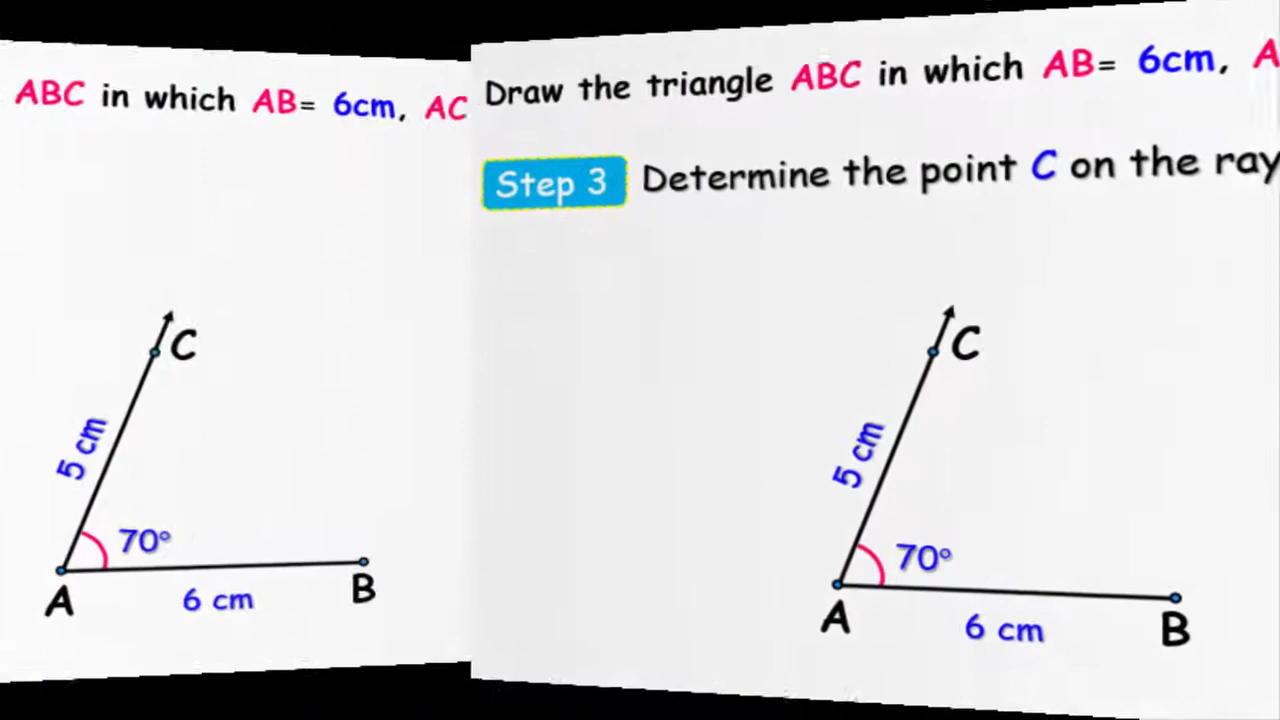 ABC in which AB= 6cm, AC
C
5 cm
70°
A
6 cm
B
Draw the triangle ABC in which AB= 6cm, A
Step 3 Determine the point C on the ray
C
5 cm
70°
A
6 cm
B